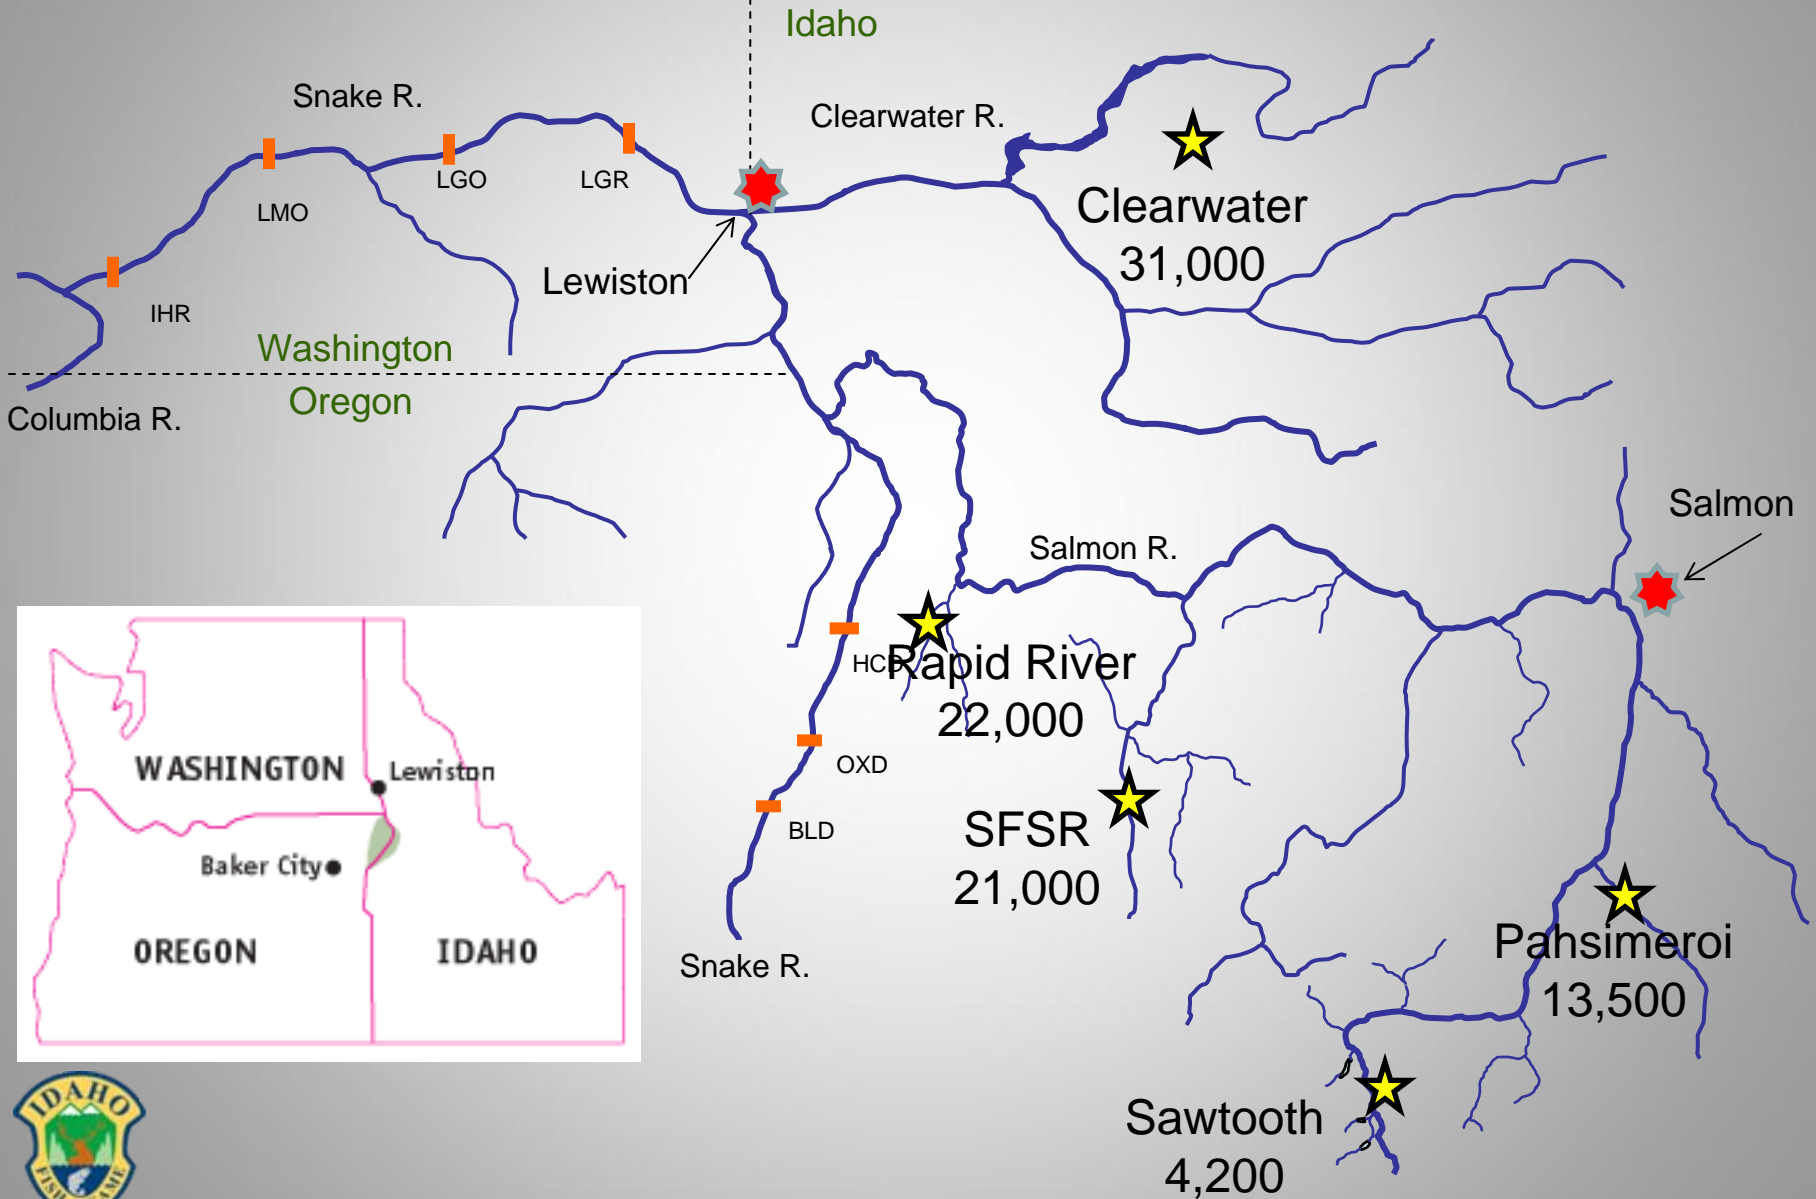 Idaho
Snake R.
Clearwater R.
LGO
LGR
LMO
Clearwater
31,000
Lewiston
IHR
Washington
Oregon
Columbia R.
Salmon
Salmon R.
HCD
Rapid River
22,000
OXD
BLD
SFSR
21,000
Snake R.
Pahsimeroi
13,500
Sawtooth
4,200
WASHINGTON
Lewiston
Baker City
OREGON
IDAHO
IDAHO